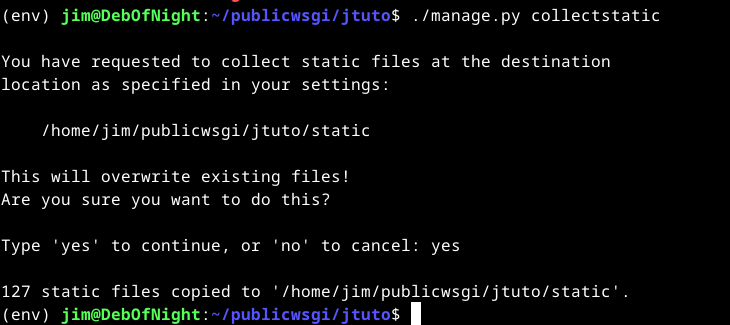 (env) jim@DebOfNight:~/publicwsgi/jtuto$ ./manage.py collectstatic
You have requested to collect static files at the destination
location as specified in your settings:
/home/jim/publicwsgi/jtuto/static
This will overwrite existing files!
Are you sure you want to do this?
Type 'yes' to continue, or 'no' to cancel: yes
127 static files copied to '/home/jim/publicwsgi/jtuto/static'.
(env) jim@DebOfNight:~/publicwsgi/jtuto$